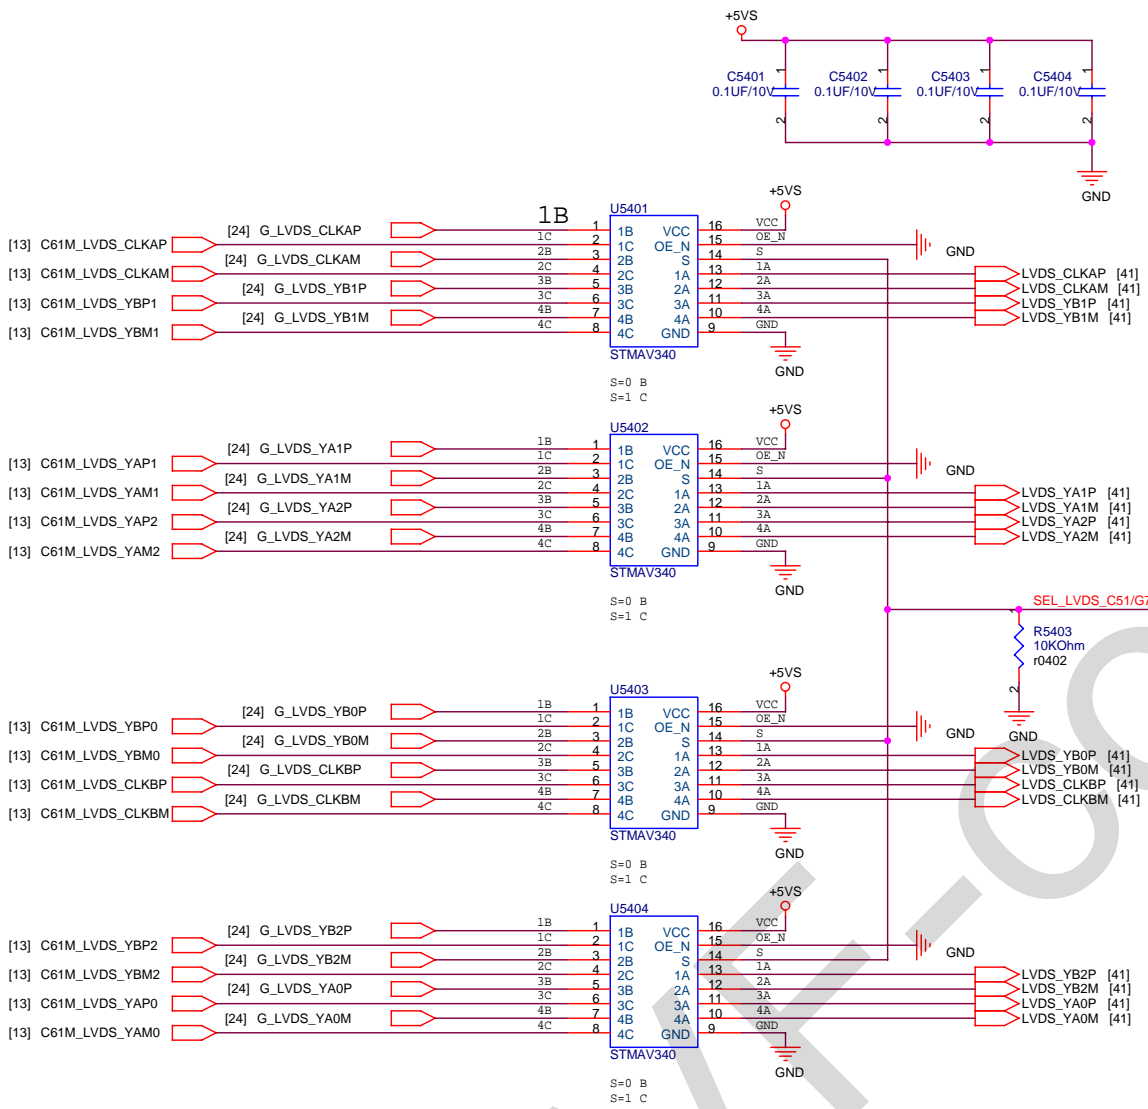 +5VS
C5401
0.1UF/10V
1
2
C5402
0.1UF/10V
1
2
C5403
0.1UF/10V
1
2
C5404
0.1UF/10V
1
2
GND
+5VS
U5401
1B
[24] G_LVDS_CLKAP 1 1B VCC 16 VCC
[13] C61M_LVDS_CLKAP 1C 2 1C OE_N 15 OE_N GND
[24] G_LVDS_CLKAM 2B 3 2B S 14 S
[13] C61M_LVDS_CLKAM 2C 4 2C 1A 13 1A LVDS_CLKAP [41]
[24] G_LVDS_YB1P 3B 5 3B 2A 12 2A LVDS_CLKAM [41]
[13] C61M_LVDS_YBP1 3C 6 3C 3A 11 3A LVDS_YB1P [41]
[24] G_LVDS_YB1M 4B 7 4B 4A 10 4A LVDS_YB1M [41]
[13] C61M_LVDS_YBM1 4C 8 4C GND 9 GND
STMAV340
GND
S=0 B
S=1 C
+5VS
U5402
[24] G_LVDS_YA1P 1B 1 1B VCC 16 VCC
[13] C61M_LVDS_YAP1 1C 2 1C OE_N 15 OE_N GND
[24] G_LVDS_YA1M 2B 3 2B S 14 S
[13] C61M_LVDS_YAM1 2C 4 2C 1A 13 1A LVDS_YA1P [41]
[24] G_LVDS_YA2P 3B 5 3B 2A 12 2A LVDS_YA1M [41]
[13] C61M_LVDS_YAP2 3C 6 3C 3A 11 3A LVDS_YA2P [41]
[24] G_LVDS_YA2M 4B 7 4B 4A 10 4A LVDS_YA2M [41]
[13] C61M_LVDS_YAM2 4C 8 4C GND 9 GND
STMAV340
GND
S=0 B
S=1 C
SEL_LVDS_C51/G7
1
R5403
10KOhm
r0402
2
GND
+5VS
U5403
[24] G_LVDS_YB0P 1B 1 1B VCC 16 VCC
[13] C61M_LVDS_YBP0 1C 2 1C OE_N 15 OE_N GND
[24] G_LVDS_YB0M 2B 3 2B S 14 S
[13] C61M_LVDS_YBM0 2C 4 2C 1A 13 1A LVDS_YB0P [41]
[24] G_LVDS_CLKBP 3B 5 3B 2A 12 2A LVDS_YB0M [41]
[13] C61M_LVDS_CLKBP 3C 6 3C 3A 11 3A LVDS_CLKBP [41]
[24] G_LVDS_CLKBM 4B 7 4B 4A 10 4A LVDS_CLKBM [41]
[13] C61M_LVDS_CLKBM 4C 8 4C GND 9 GND
STMAV340
GND
S=0 B
S=1 C
+5VS
U5404
[24] G_LVDS_YB2P 1B 1 1B VCC 16 VCC
[13] C61M_LVDS_YBP2 1C 2 1C OE_N 15 OE_N GND
[24] G_LVDS_YB2M 2B 3 2B S 14 S
[13] C61M_LVDS_YBM2 2C 4 2C 1A 13 1A LVDS_YB2P [41]
[24] G_LVDS_YA0P 3B 5 3B 2A 12 2A LVDS_YB2M [41]
[13] C61M_LVDS_YAP0 3C 6 3C 3A 11 3A LVDS_YA0P [41]
[24] G_LVDS_YA0M 4B 7 4B 4A 10 4A LVDS_YA0M [41]
[13] C61M_LVDS_YAM0 4C 8 4C GND 9 GND
STMAV340
GND
S=0 B
S=1 C